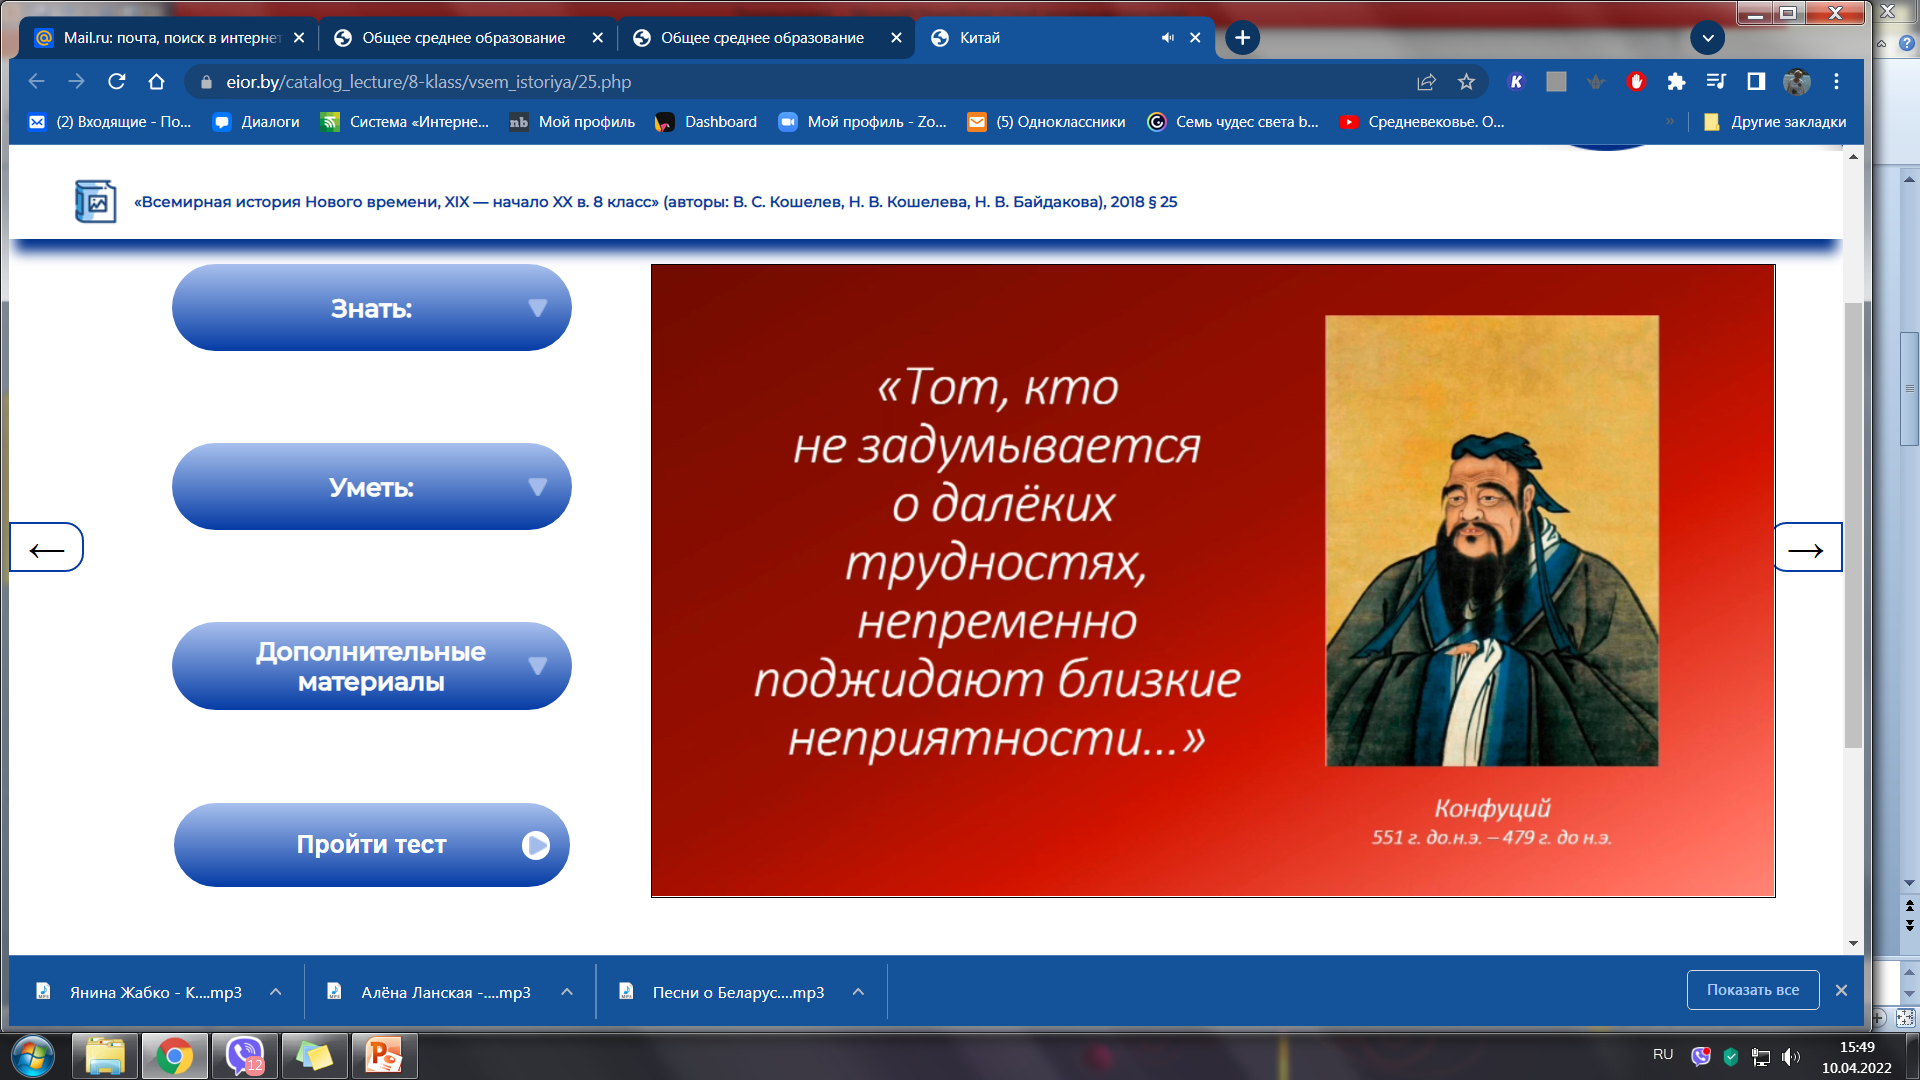 Mail.ru: почта, поиск в интернет
Общее среднее образование
Общее среднее образование
Китай
eior.by/catalog_lecture/8-klass/vsem_istoriya/25.php
(2) Входящие - По...
Диалоги
Система «Интерне...
nb
Мой профиль
Dashboard
Мой профиль - Zo...
(5) Одноклассники
Семь чудес света b...
Средневековье. О...
Другие закладки
«Всемирная история Нового времени, XIX — начало XX в. 8 класс» (авторы: В. С. Кошелев, Н. В. Кошелева, Н. В. Байдакова), 2018 § 25
Знать:
Уметь:
Дополнительные
материалы
Пройти тест
«Тот, кто
не задумывается
о далёких
трудностях,
непременно
поджидают близкие
неприятности...»
Конфуций
551 г. до.н.э. – 479 г. до н.э.
Янина Жабко - К....mp3
Алёна Ланская -....mp3
Песни о Беларус....mp3
Показать все
12
RU
15:49
10.04.2022